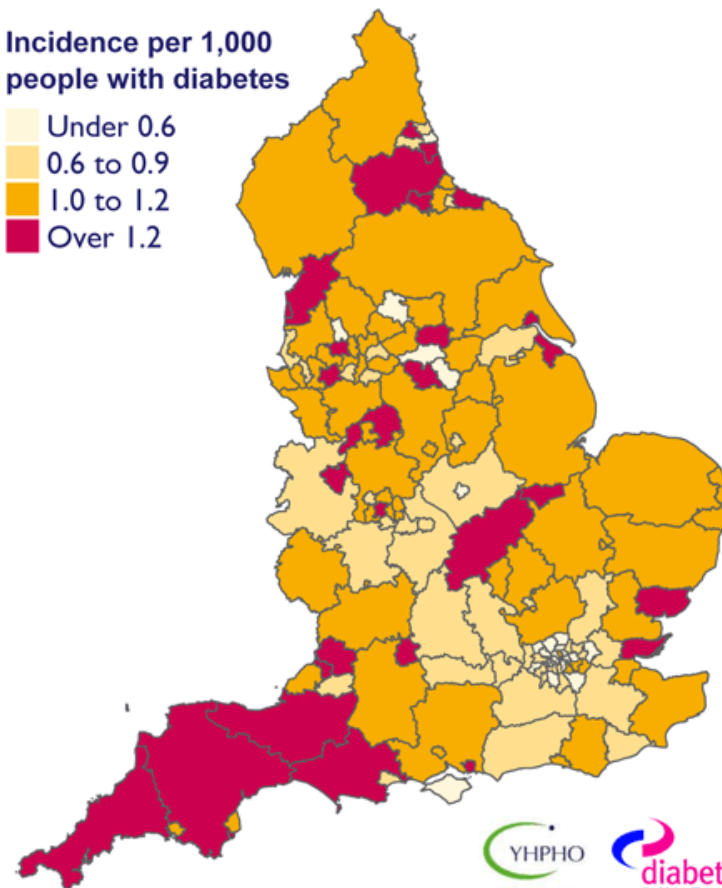 Incidence per 1,000
people with diabetes
Under 0.6
0.6 to 0.9
1.0 to 1.2
Over 1.2
YHPHO
diabet